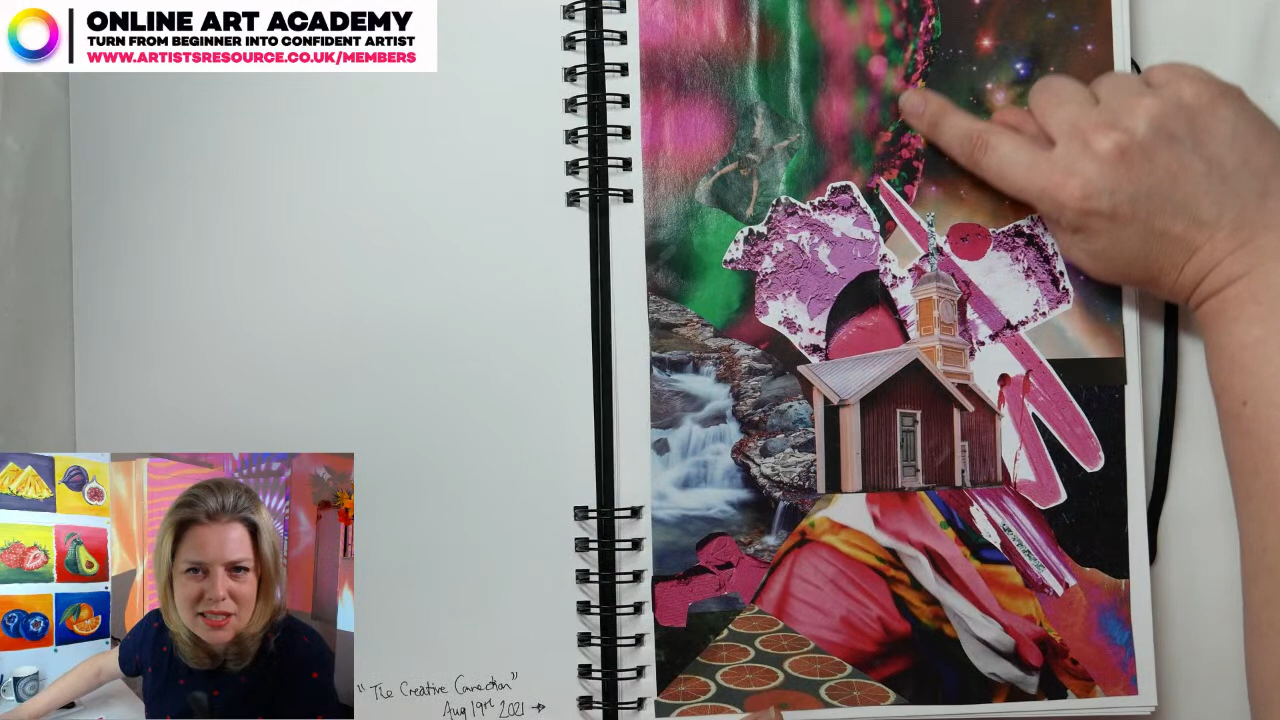 ONLINE ART ACADEMY
TURN FROM BEGINNER INTO CONFIDENT ARTIST
WWW.ARTISTSRESOURCE.CO.UK/MEMBERS
"The Creative Connection"
Aug 19th 2021 →